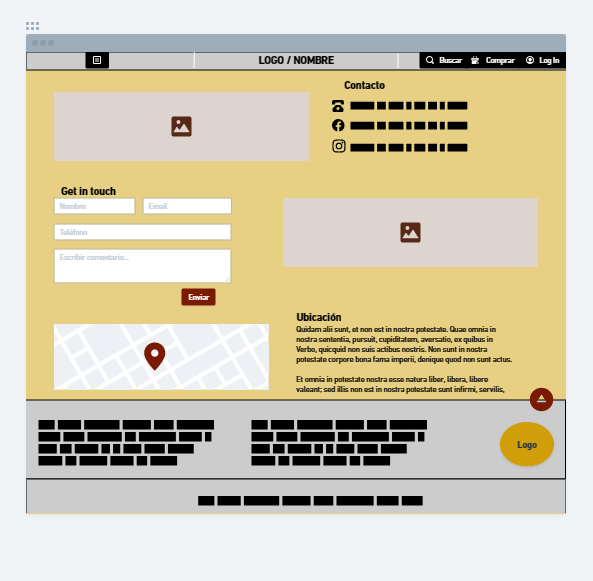 LOGO / NOMBRE
Buscar
Comprar
Log In
Contacto
Get in touch
Nombre
Email
Teléfono
Escribir comentario...
Enviar
Ubicación
Quidam alii sunt, et non est in nostra potestate. Quae omnia in
nostra sententia, pursuit, cupiditatem, aversatio, ex quibus in
Verbo, quicquid non suis actibus nostris. Non sunt in nostra
potestate corpore bona fama imperii, denique quod non sunt actus.
Et omnia in potestate nostra esse natura liber, libera, libere
valeant; sed illis non est in nostra potestate sunt infirmi, servilis,
Logo